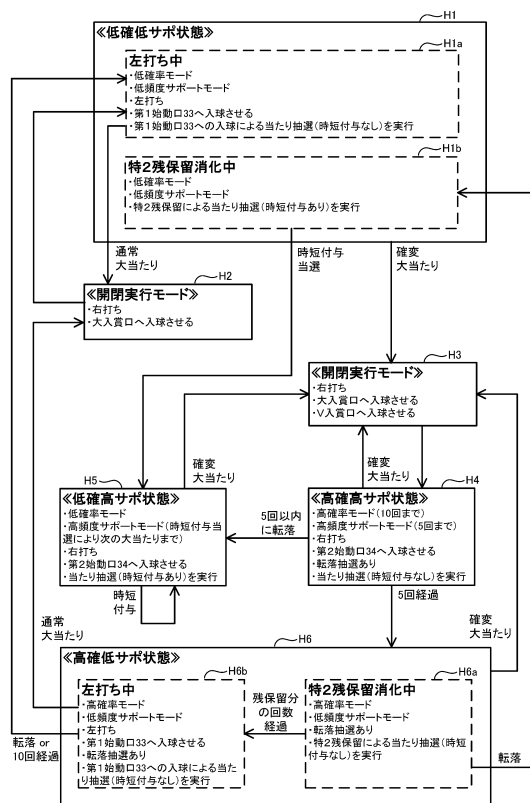 H1
≪低確低サポ状態≫
H1a
左打ち中
・低確率モード
・低頻度サポートモード
・左打ち
・第1始動口33へ入球させる
・第1始動口33への入球による当たり抽選(時短付与なし)を実行
H1b
特2残保留消化中
・低確率モード
・低頻度サポートモード
・特2残保留による当たり抽選(時短付与あり)を実行
通常
大当たり
時短付与
当選
確変
大当たり
H2
≪開閉実行モード≫
・右打ち
・大入賞口へ入球させる
H3
≪開閉実行モード≫
・右打ち
・大入賞口へ入球させる
・V入賞口へ入球させる
確変
大当たり
確変
大当たり
H5
≪低確高サポ状態≫
・低確率モード
・高頻度サポートモード(時短付与当
選により次の大当たりまで)
・右打ち
・第2始動口34へ入球させる
・当たり抽選(時短付与あり)を実行
5回以内
に転落
H4
≪高確高サポ状態≫
・高確率モード(10回まで)
・高頻度サポートモード(5回まで)
・右打ち
・第2始動口34へ入球させる
・転落抽選あり
・当たり抽選(時短付与なし)を実行
時短
付与
5回経過
通常
大当たり
確変
大当たり
H6
≪高確低サポ状態≫
H6b
左打ち中
・高確率モード
・低頻度サポートモード
・左打ち
・第1始動口33へ入球させる
・転落抽選あり
・第1始動口33への入球による当た
り抽選(時短付与なし)を実行
残保留分
の回数
経過
H6a
特2残保留消化中
・高確率モード
・低頻度サポートモード
・転落抽選あり
・特2残保留による当たり抽選(時短
付与なし)を実行
転落 or
10回経過
転落